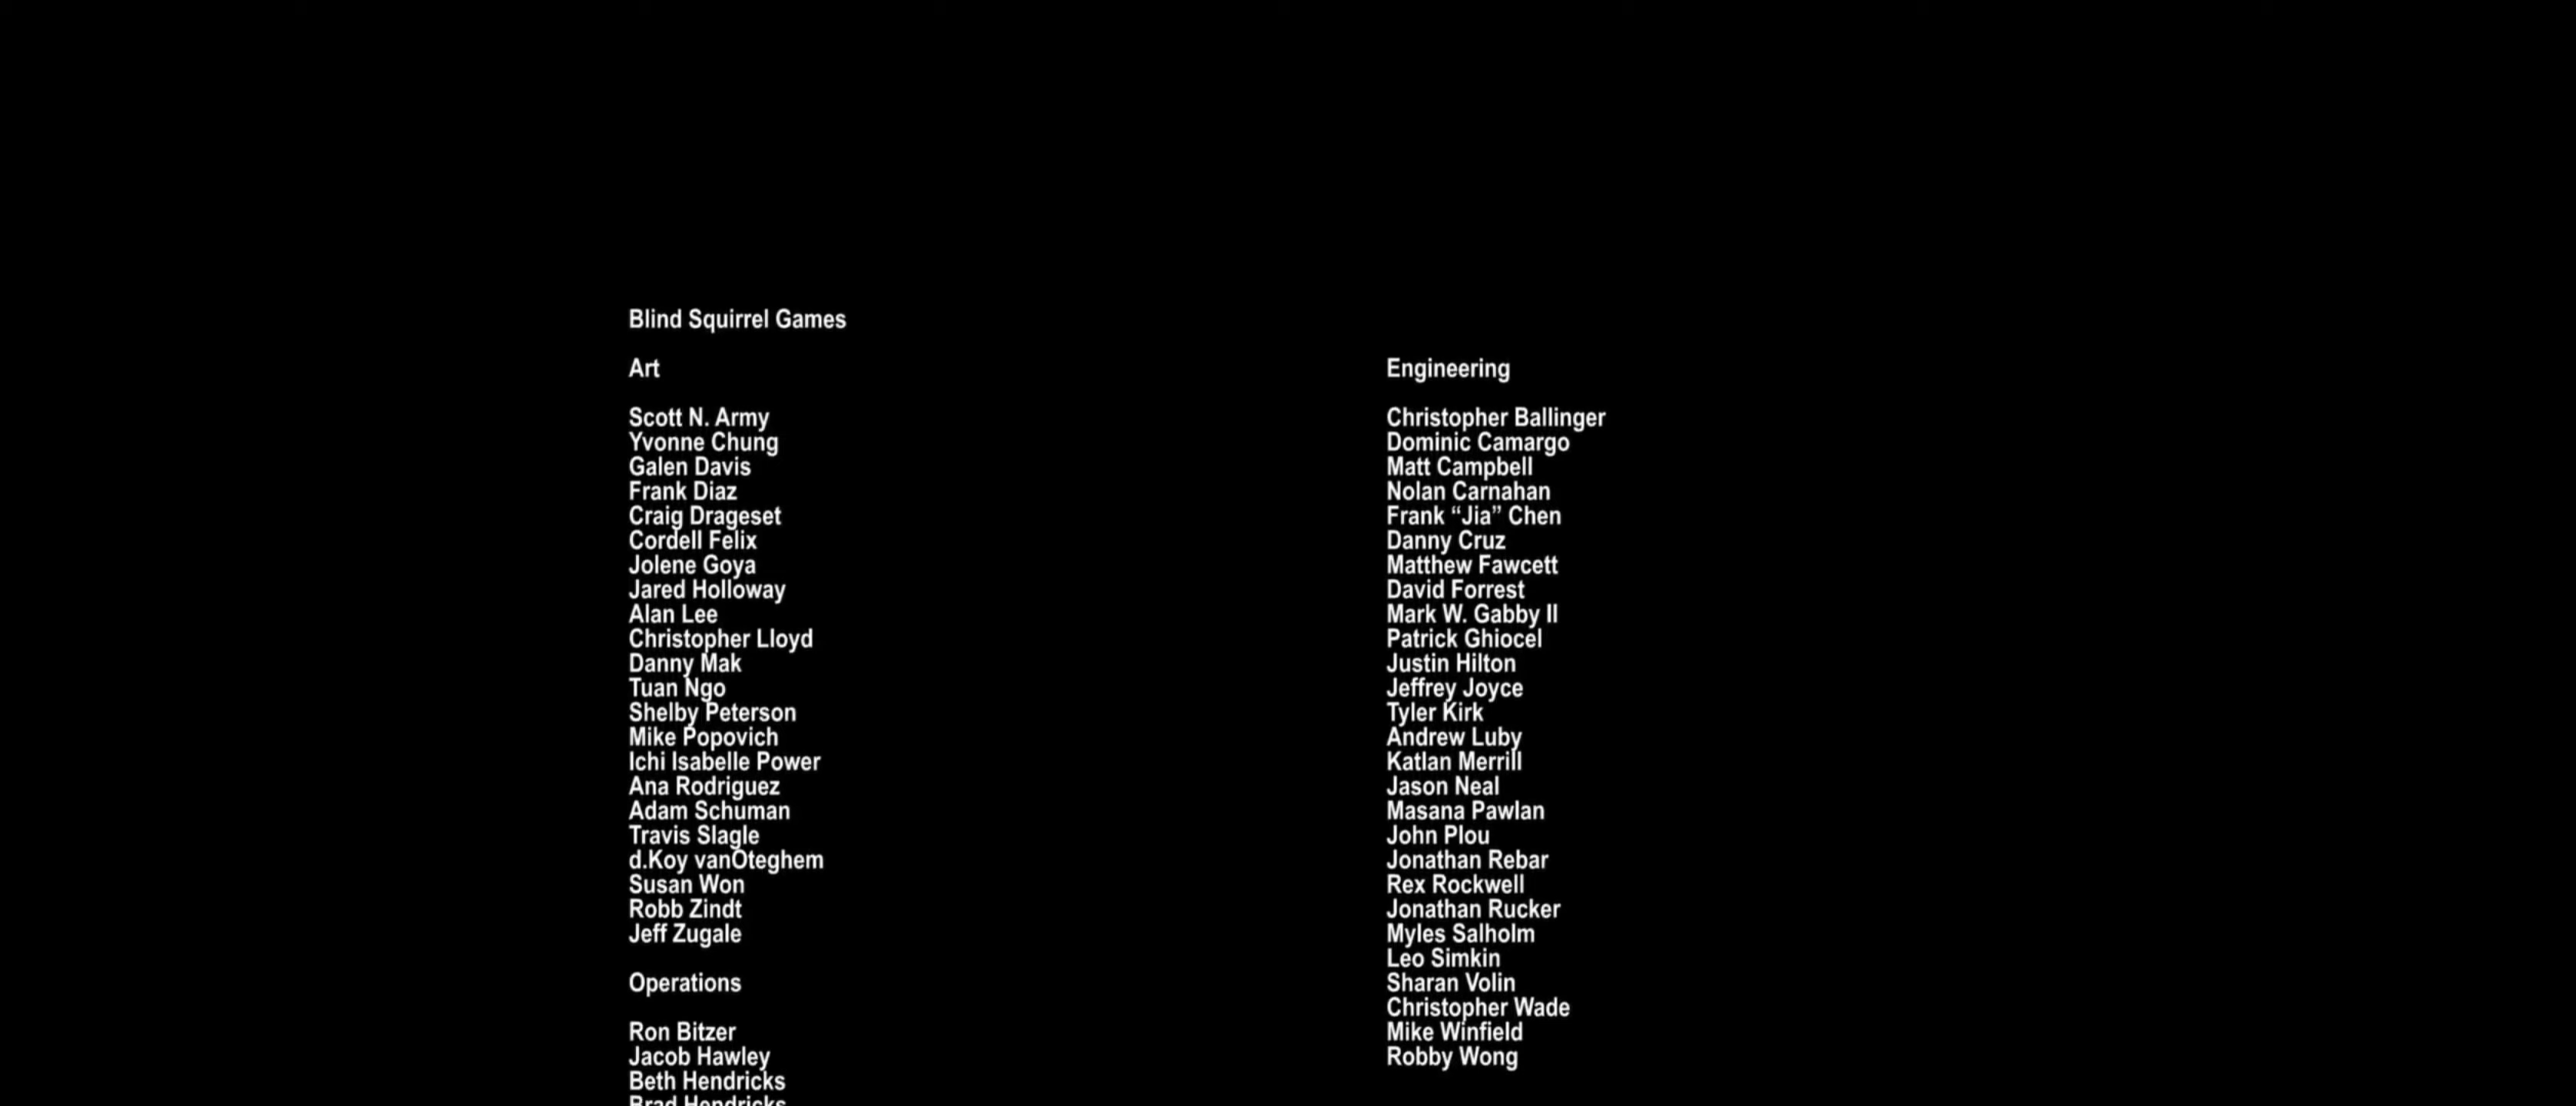 Blind Squirrel Games
Art
Scott N. Army
Yvonne Chung
Galen Davis
Frank Diaz
Craig Drageset
Cordell Felix
Jolene Goya
Jared Holloway
Alan Lee
Christopher Lloyd
Danny Mak
Tuan Ngo
Shelby Peterson
Mike Popovich
Ichi Isabelle Power
Ana Rodriguez
Adam Schuman
Travis Slagle
d.Koy vanOteghem
Susan Won
Robb Zindt
Jeff Zugale
Operations
Ron Bitzer
Jacob Hawley
Beth Hendricks
Brad Hendricks
Engineering
Christopher Ballinger
Dominic Camargo
Matt Campbell
Nolan Carnahan
Frank “Jia” Chen
Danny Cruz
Matthew Fawcett
David Forrest
Mark W. Gabby II
Patrick Ghiocel
Justin Hilton
Jeffrey Joyce
Tyler Kirk
Andrew Luby
Katlan Merrill
Jason Neal
Masana Pawlan
John Plou
Jonathan Rebar
Rex Rockwell
Jonathan Rucker
Myles Salholm
Leo Simkin
Sharan Volin
Christopher Wade
Mike Winfield
Robby Wong